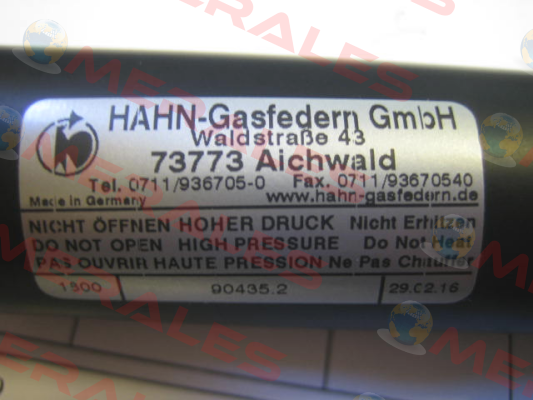 HAHN-Gasfedern GmbH
Waldstraße 43
73773 Aichwald
Tel. 0711/936705-0 Fax. 0711/93670540
Made in Germany www.hahn-gasfedern.de
NICHT ÖFFNEN HOHER DRUCK Nicht Erhitzen
DO NOT OPEN HIGH PRESSURE Do Not Heat
PAS OUVRIR HAUTE PRESSION Ne Pas Chauffer
1300 90435.2 29.02.16
MERALES